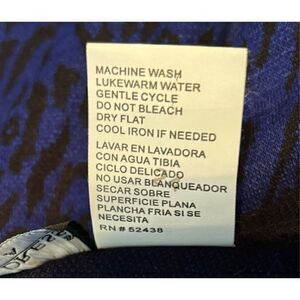 MACHINE WASH
LUKEWARM WATER
GENTLE CYCLE
DO NOT BLEACH
DRY FLAT
COOL IRON IF NEEDED
LAVAR EN LAVADORA
CON AGUA TIBIA
CICLO DELICADO
NO USAR BLANQUEADOR
SECAR SOBRE
SUPERFICIE PLANA
PLANCHA FRIA SI SE
NECESITA
RN # 52438